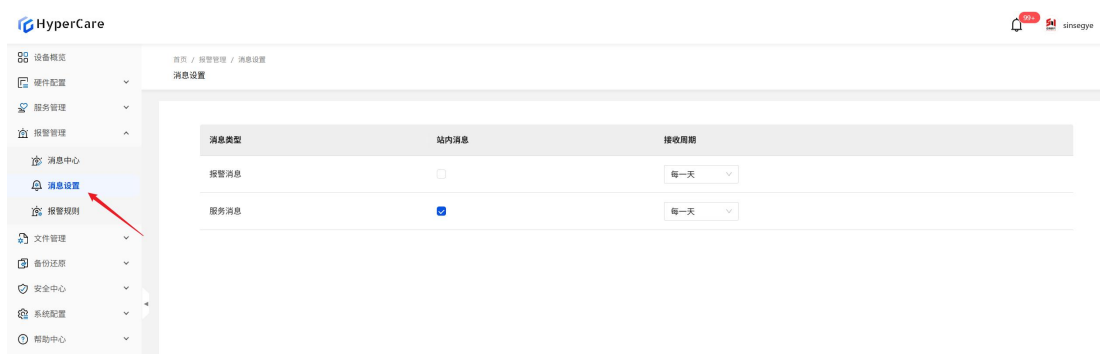 HyperCare
99+
sinsegye
设备概览
硬件配置
服务管理
报警管理
消息中心
消息设置
报警规则
文件管理
备份还原
安全中心
系统配置
帮助中心
首页 / 报警管理 / 消息设置
消息设置
消息类型 站内消息 接收周期
报警消息 每一天
服务消息 每一天